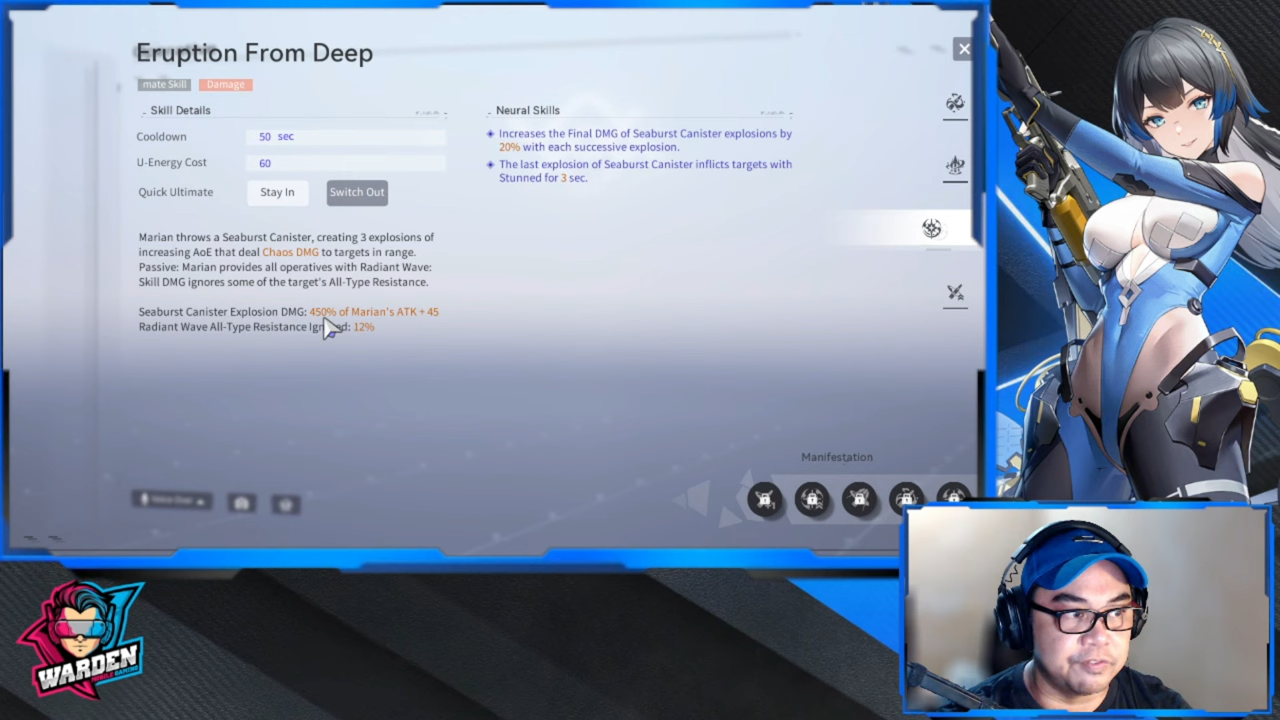 Eruption From Deep
mate Skill
Damage
Skill Details
Cooldown
50 sec
U-Energy Cost
60
Quick Ultimate
Stay In
Switch Out
Marian throws a Seaburst Canister, creating 3 explosions of
increasing AoE that deal Chaos DMG to targets in range.
Passive: Marian provides all operatives with Radiant Wave:
Skill DMG ignores some of the target's All-Type Resistance.
Seaburst Canister Explosion DMG: 450% of Marian's ATK + 45
Radiant Wave All-Type Resistance 12%
Neural Skills
Increases the Final DMG of Seaburst Canister explosions by
20% with each successive explosion.
The last explosion of Seaburst Canister inflicts targets with
Stunned for 3 sec.
Manifestation
WARDEN
MOBILE GAMING